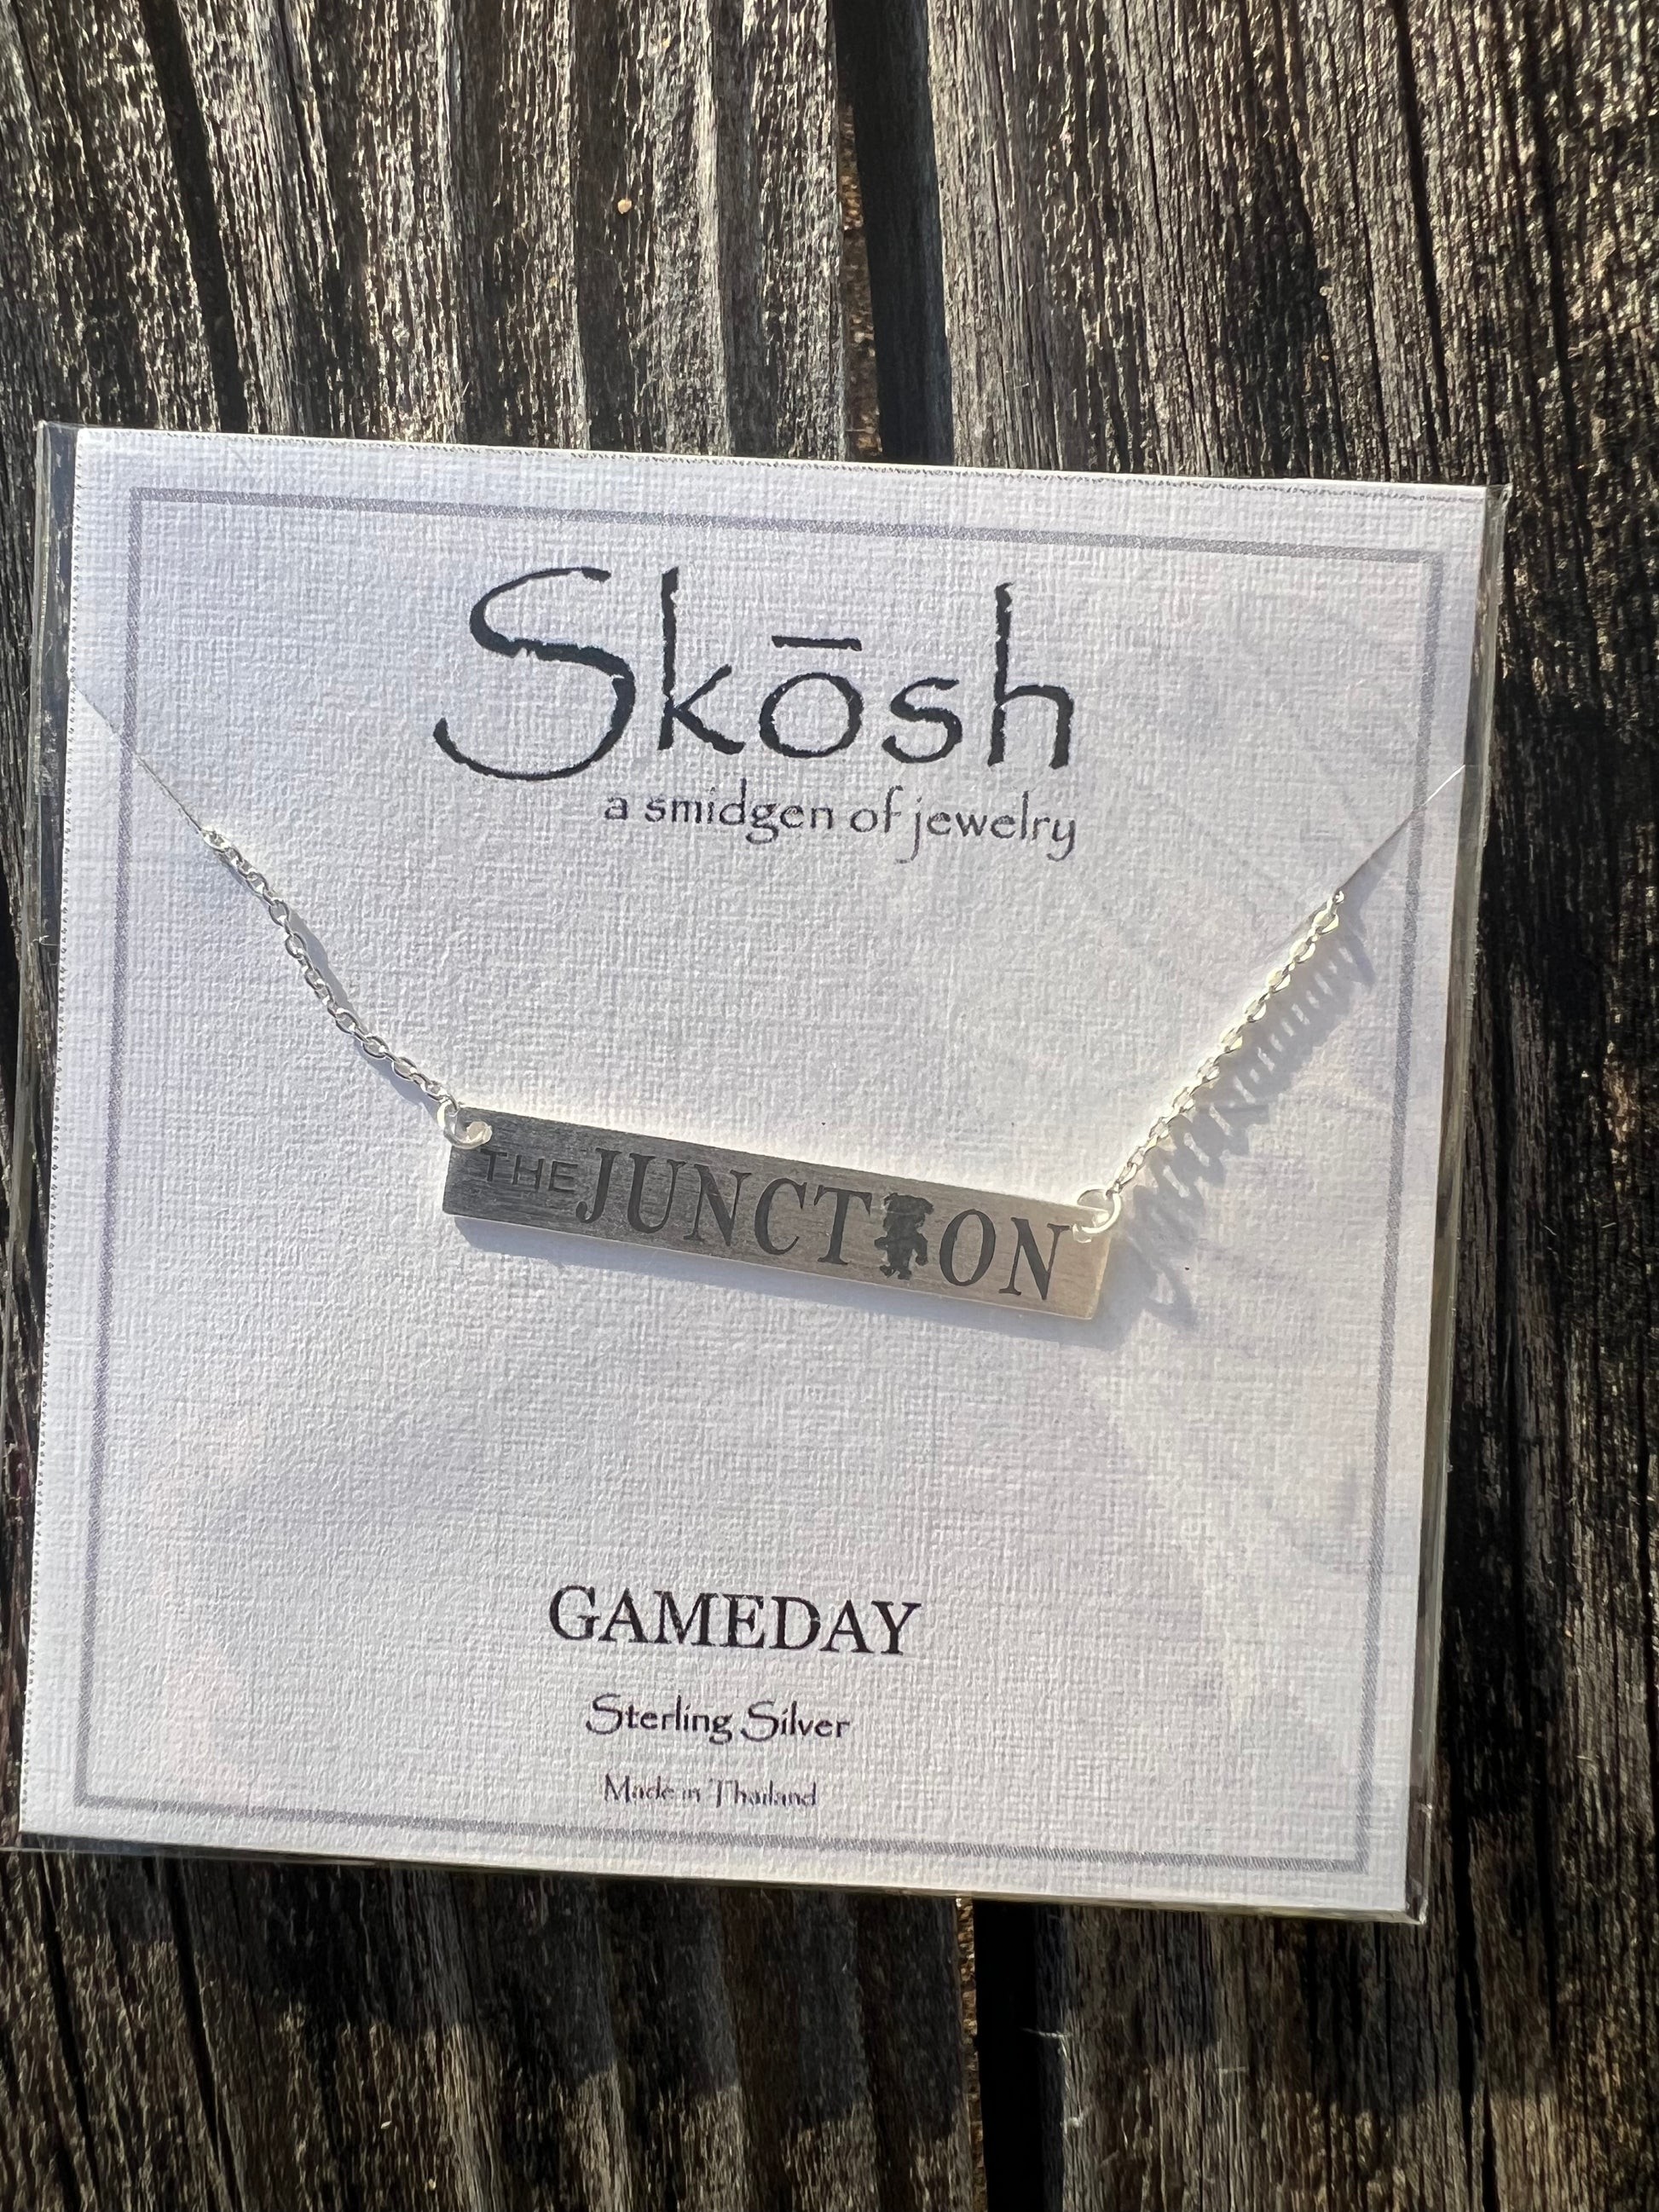 Skōsh
a smidgen of jewelry
THE JUNCTION
GAMEDAY
Sterling Silver
Made in Thailand